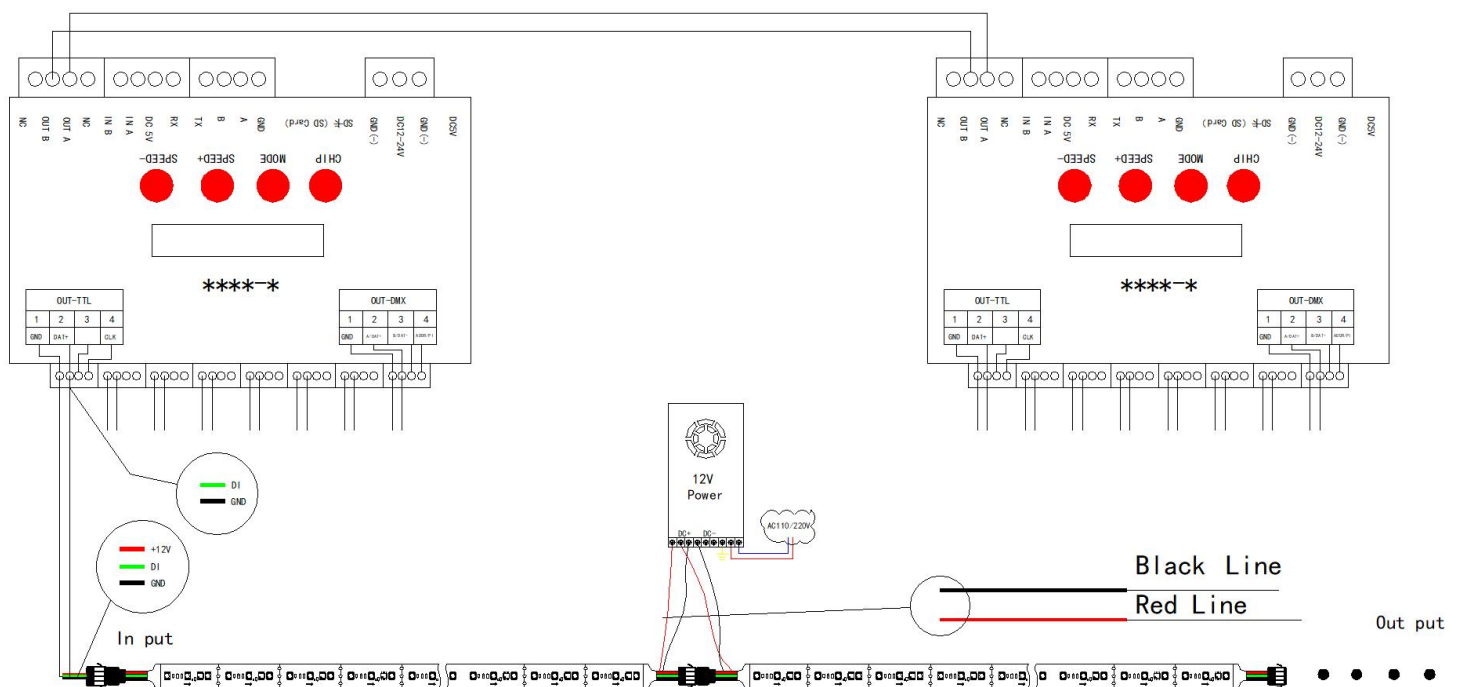 NC OUT B OUT A NC IN B IN A DC 5V RX TX B A GND SD卡 (SD Card) GND(-) DC12-24V GND(-) DC5V
SPEED- SPEED+ MODE CHIP
****-*
OUT-TTL
1 2 3 4
GND DAT+ CLK
OUT-DMX
1 2 3 4
GND A/DAT+ B/DAT-
NC OUT B OUT A NC IN B IN A DC 5V RX TX B A GND SD卡 (SD Card) GND(-) DC12-24V GND(-) DC5V
SPEED- SPEED+ MODE CHIP
****-*
OUT-TTL
1 2 3 4
GND DAT+ CLK
OUT-DMX
1 2 3 4
GND B/DAT-
DI
GND
+12V
DI
GND
In put
12V
Power
DC+ DC-
AC110/220V
Black Line
Red Line
Out put